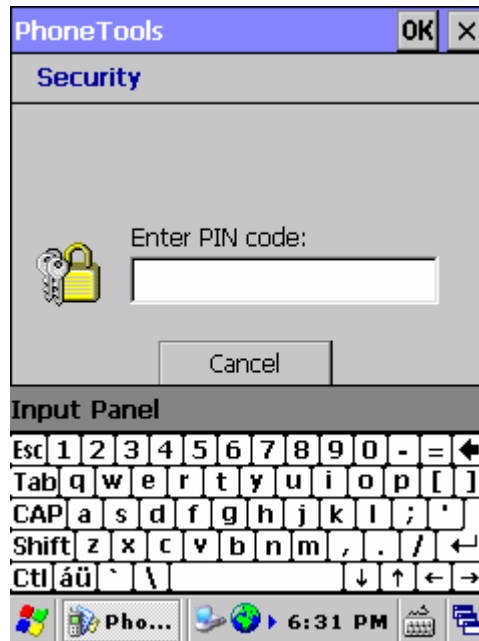 PhoneTools OK ×
Security
Enter PIN code:
Cancel
Input Panel
Esc 1 2 3 4 5 6 7 8 9 0 - = ←
Tab q w e r t y u i o p [ ]
CAP a s d f g h j k l ; '
Shift z x c v b n m , . / ↵
Ctl áü ` \ ↓ ↑ ← →
Pho... 6:31 PM